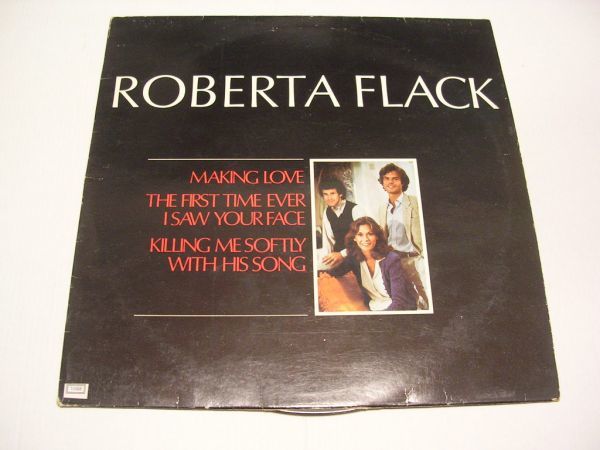 ROBERTA FLACK
MAKING LOVE
THE FIRST TIME EVER
I SAW YOUR FACE
KILLING ME SOFTLY
WITH HIS SONG